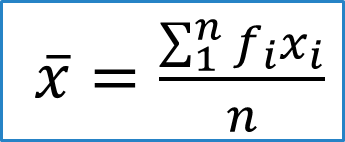 x̄ = ∑₁ⁿ fᵢxᵢ / n